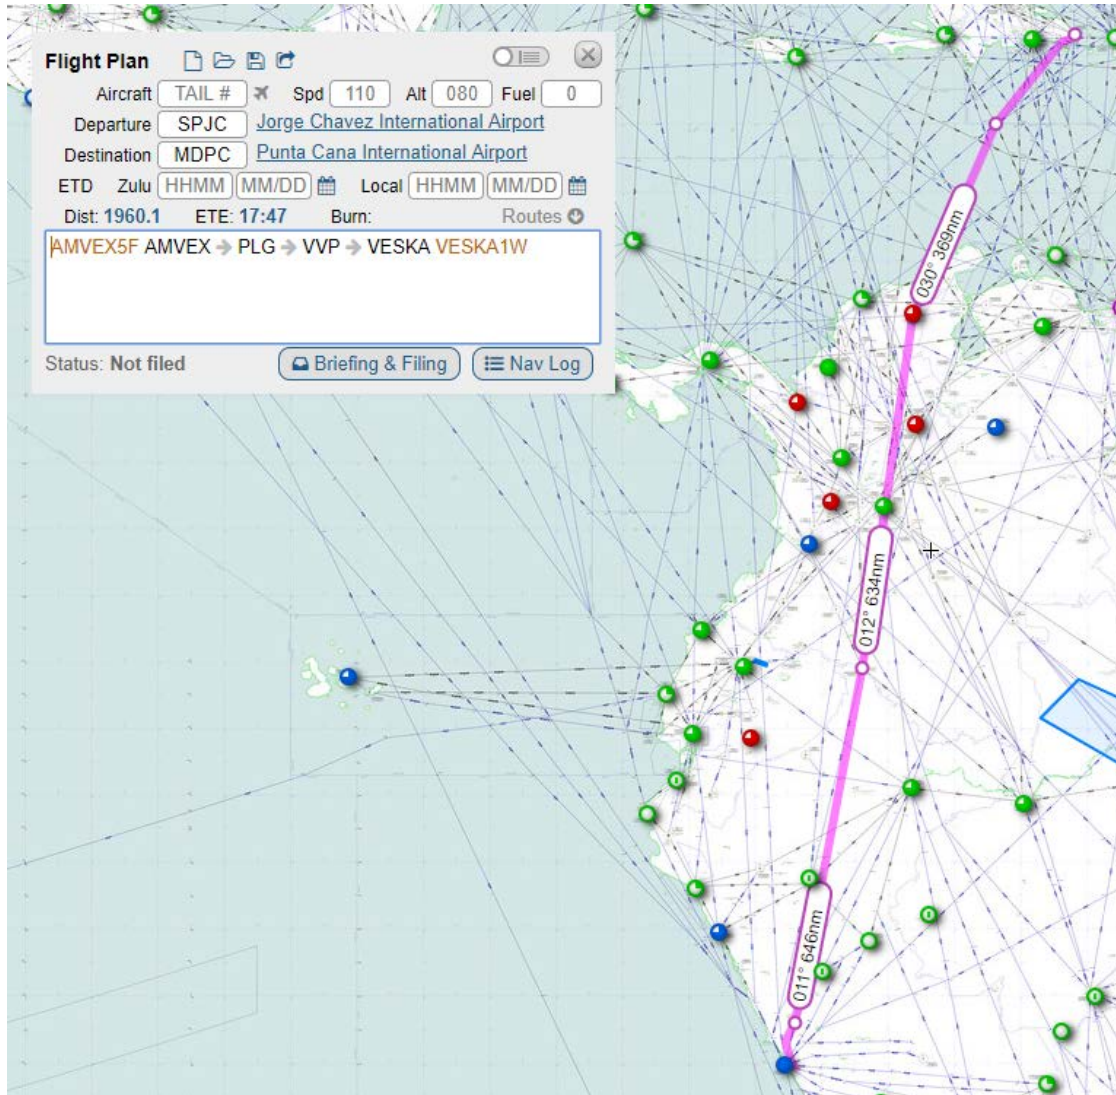 Flight Plan
Aircraft TAIL # Spd 110 Alt 080 Fuel 0
Departure SPJC Jorge Chavez International Airport
Destination MDPC Punta Cana International Airport
ETD Zulu HHMM MM/DD Local HHMM MM/DD
Dist: 1960.1 ETE: 17:47 Burn: Routes
AMVEX5F AMVEX → PLG → VVP → VESKA VESKA1W
Status: Not filed Briefing & Filing Nav Log
030° 369nm
012° 634nm
011° 646nm